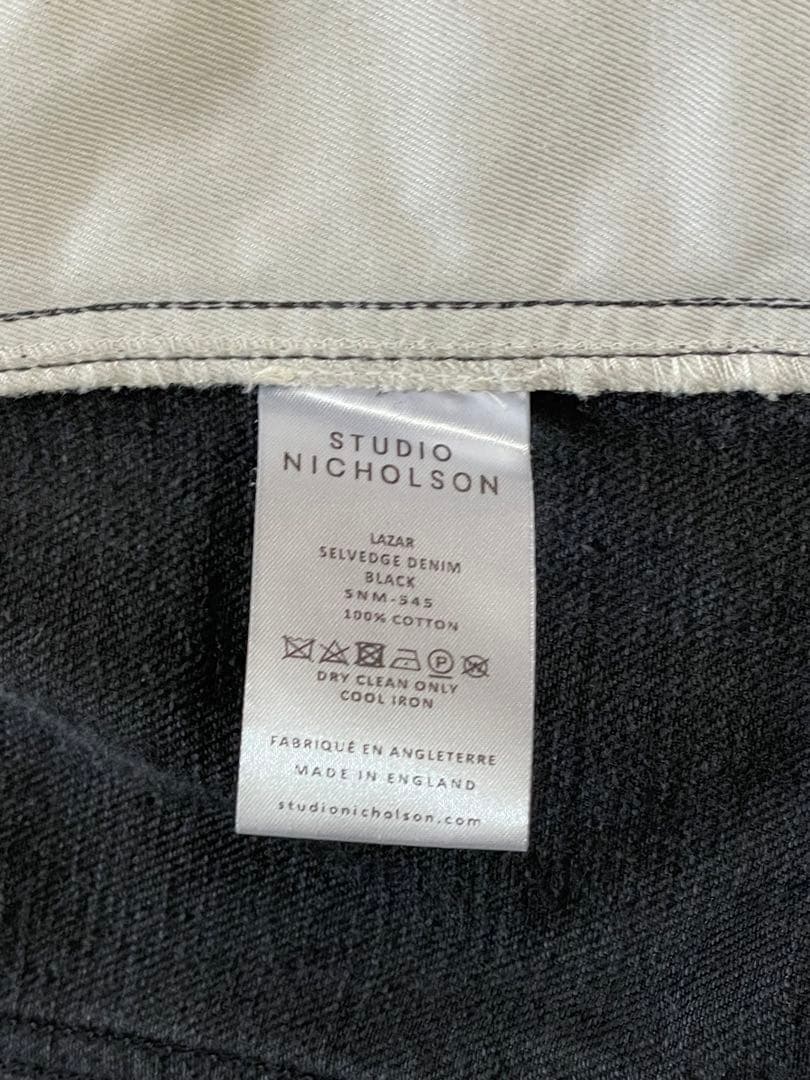 STUDIO
NICHOLSON
LAZAR
SELVEDGE DENIM
BLACK
SNM-545
100% COTTON
P W
DRY CLEAN ONLY
COOL IRON
FABRIQUÉ EN ANGLETERRE
MADE IN ENGLAND
studionicholson.com